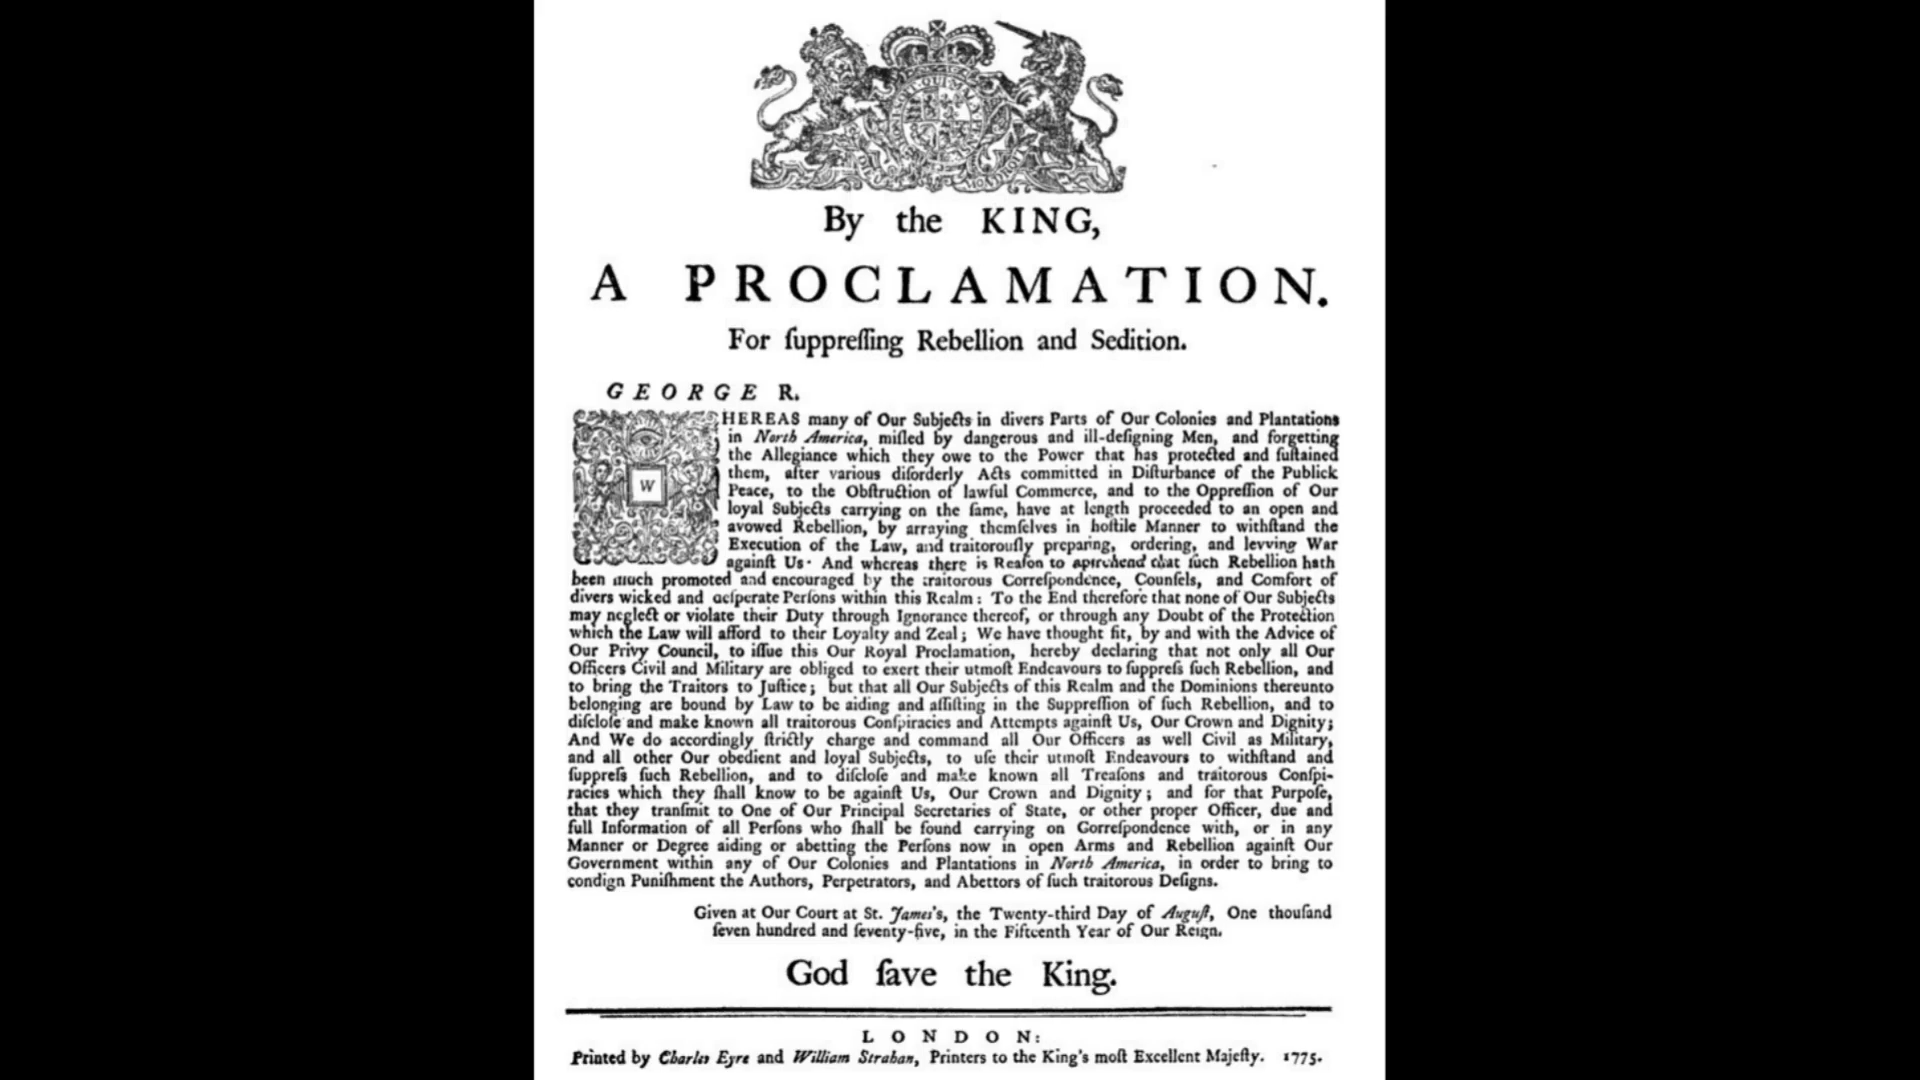 By the KING,
A PROCLAMATION.
For ſuppreſſing Rebellion and Sedition.
GEORGE R.
WHEREAS many of Our Subjects in divers Parts of Our Colonies and Plantations
in North America, miſled by dangerous and ill-deſigning Men, and forgetting
the Allegiance which they owe to the Power that has protected and ſuſtained
them, after various diſorderly Acts committed in Diſturbance of the Publick
Peace, to the Obſtruction of lawful Commerce, and to the Oppreſſion of Our
loyal Subjects carrying on the ſame, have at length proceeded to an open and
avowed Rebellion, by arraying themſelves in hoſtile Manner to withſtand the
Execution of the Law, and traitorouſly preparing, ordering, and levying War
againſt Us· And whereas there is Reaſon to apprehend that ſuch Rebellion hath
been much promoted and encouraged by the traitorous Correſpondence, Counſels, and Comfort of
divers wicked and deſperate Perſons within this Realm: To the End therefore that none of Our Subjects
may neglect or violate their Duty through Ignorance thereof, or through any Doubt of the Protection
which the Law will afford to their Loyalty and Zeal; We have thought fit, by and with the Advice of
Our Privy Council, to iſſue this Our Royal Proclamation, hereby declaring that not only all Our
Officers Civil and Military are obliged to exert their utmoſt Endeavours to ſuppreſs ſuch Rebellion, and
to bring the Traitors to Juſtice; but that all Our Subjects of this Realm and the Dominions thereunto
belonging are bound by Law to be aiding and aſſiſting in the Suppreſſion of ſuch Rebellion, and to
diſcloſe and make known all traitorous Conſpiracies and Attempts againſt Us, Our Crown and Dignity;
And We do accordingly ſtrictly charge and command all Our Officers as well Civil as Military,
and all other Our obedient and loyal Subjects, to uſe their utmoſt Endeavours to withſtand and
ſuppreſs ſuch Rebellion, and to diſcloſe and make known all Treaſons and traitorous Conſpi-
racies which they ſhall know to be againſt Us, Our Crown and Dignity; and for that Purpoſe,
that they tranſmit to One of Our Principal Secretaries of State, or other proper Officer, due and
full Information of all Perſons who ſhall be found carrying on Correſpondence with, or in any
Manner or Degree aiding or abetting the Perſons now in open Arms and Rebellion againſt Our
Government within any of Our Colonies and Plantations in North America, in order to bring to
condign Puniſhment the Authors, Perpetrators, and Abettors of ſuch traitorous Deſigns.
Given at Our Court at St. James's, the Twenty-third Day of Auguſt, One thouſand
ſeven hundred and ſeventy-five, in the Fifteenth Year of Our Reign.
God ſave the King.
LONDON:
Printed by Charles Eyre and William Strahan, Printers to the King's moſt Excellent Majeſty. 1775.